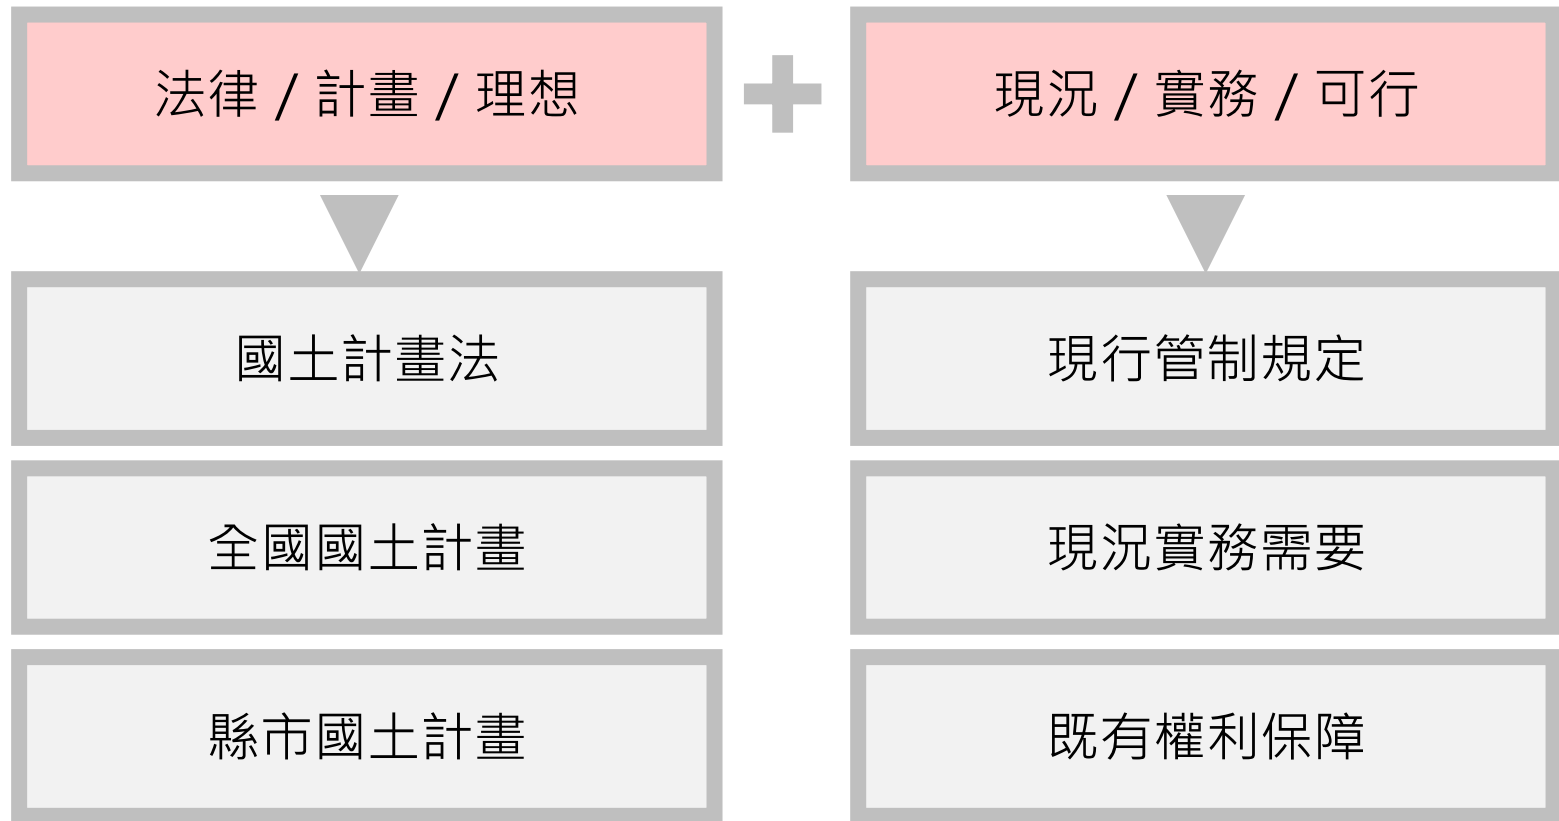 法律 / 計畫 / 理想
現況 / 實務 / 可行
國土計畫法
現行管制規定
全國國土計畫
現況實務需要
縣市國土計畫
既有權利保障